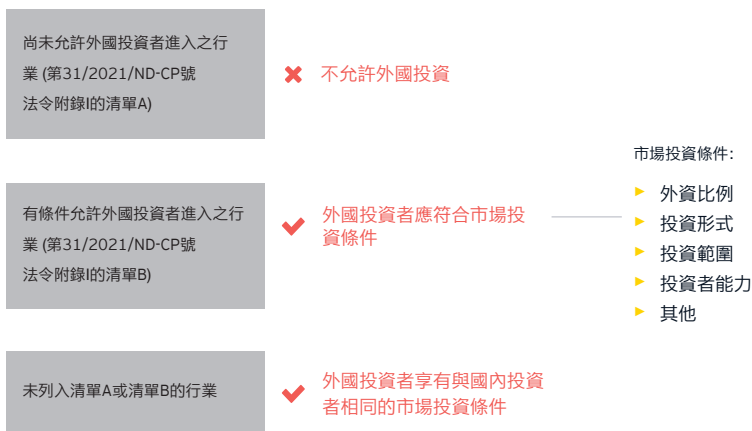 尚未允許外國投資者進入之行
業 (第31/2021/ND-CP號
法令附錄I的清單A)
不允許外國投資
市場投資條件:
有條件允許外國投資者進入之行
業 (第31/2021/ND-CP號
法令附錄I的清單B)
外國投資者應符合市場投
資條件
外資比例
投資形式
投資範圍
投資者能力
其他
未列入清單A或清單B的行業
外國投資者享有與國內投資
者相同的市場投資條件